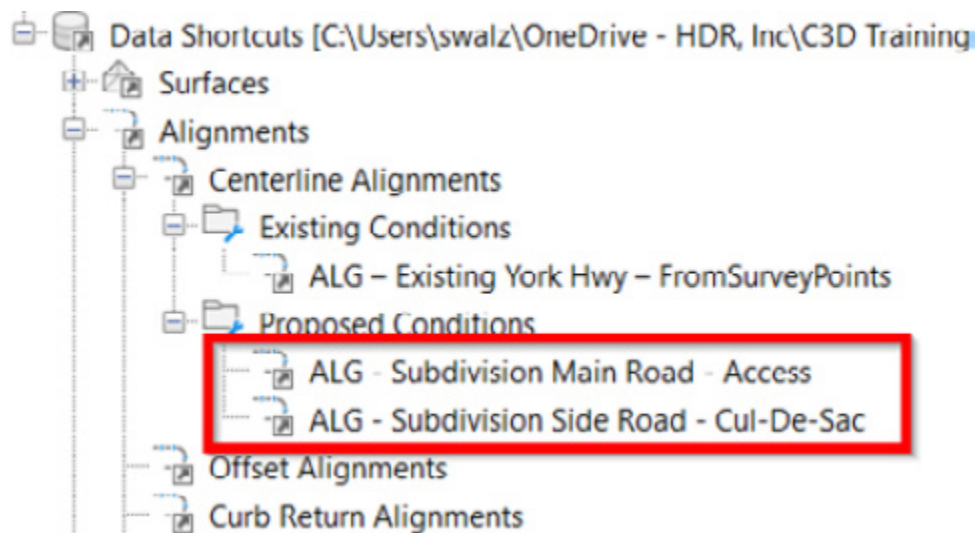 Data Shortcuts [C:\Users\swalz\OneDrive - HDR, Inc\C3D Training
Surfaces
Alignments
Centerline Alignments
Existing Conditions
ALG – Existing York Hwy – FromSurveyPoints
Proposed Conditions
ALG - Subdivision Main Road - Access
ALG - Subdivision Side Road - Cul-De-Sac
Offset Alignments
Curb Return Alignments